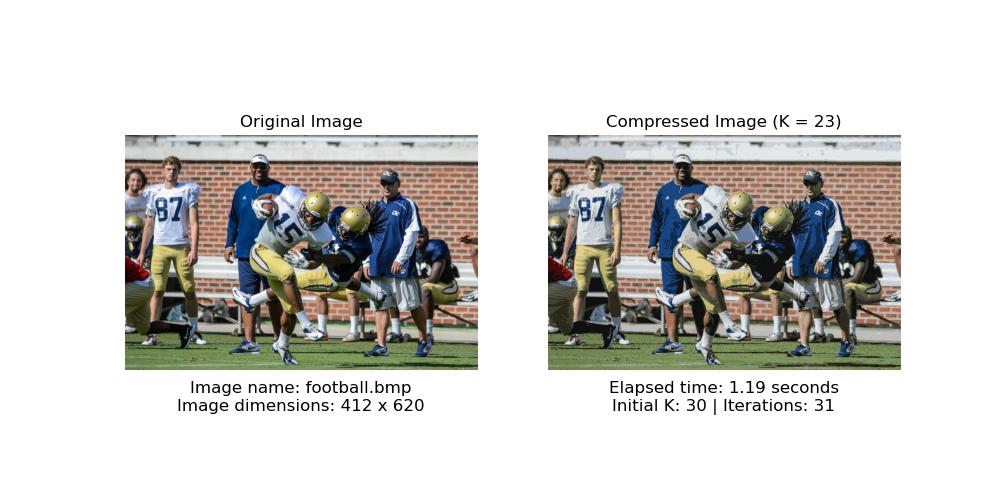 Original Image
Compressed Image (K = 23)
87
15
87
15
Image name: football.bmp
Image dimensions: 412 x 620
Elapsed time: 1.19 seconds
Initial K: 30 | Iterations: 31